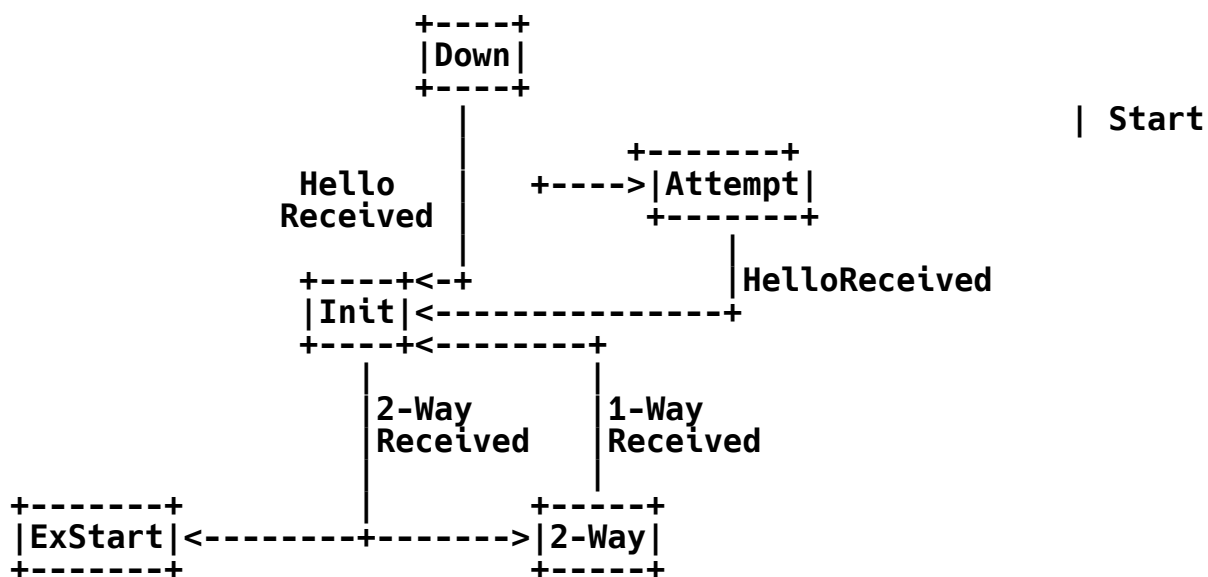 +----+
|Down|
+----+
| | Start
| +-------+
Hello | +---->|Attempt|
Received | +-------+
| |
+----+<-+ |HelloReceived
|Init|<---------------+
+----+<--------+
| |
|2-Way |1-Way
|Received |Received
| |
+-------+ | +-----+
|ExStart|<--------+------->|2-Way|
+-------+ +-----+